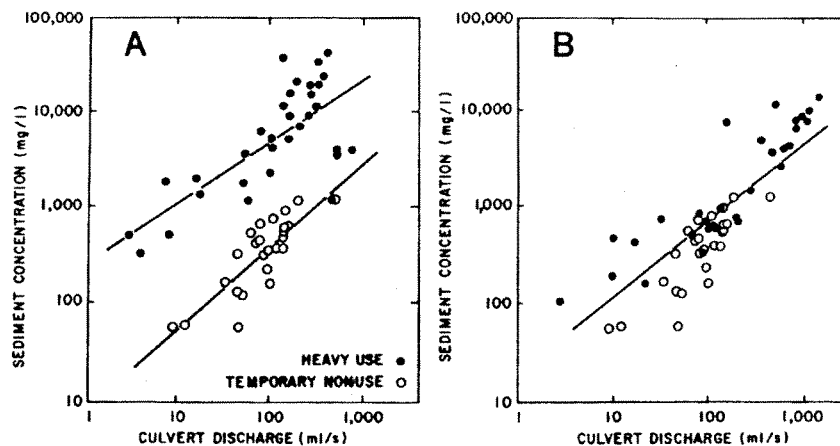 A
SEDIMENT CONCENTRATION (mg/l)
100,000
10,000
1,000
100
10
HEAVY USE
TEMPORARY NONUSE
1
10
100
1,000
CULVERT DISCHARGE (ml/s)
B
SEDIMENT CONCENTRATION (mg/l)
100,000
10,000
1,000
100
10
1
10
100
1,000
CULVERT DISCHARGE (ml/s)